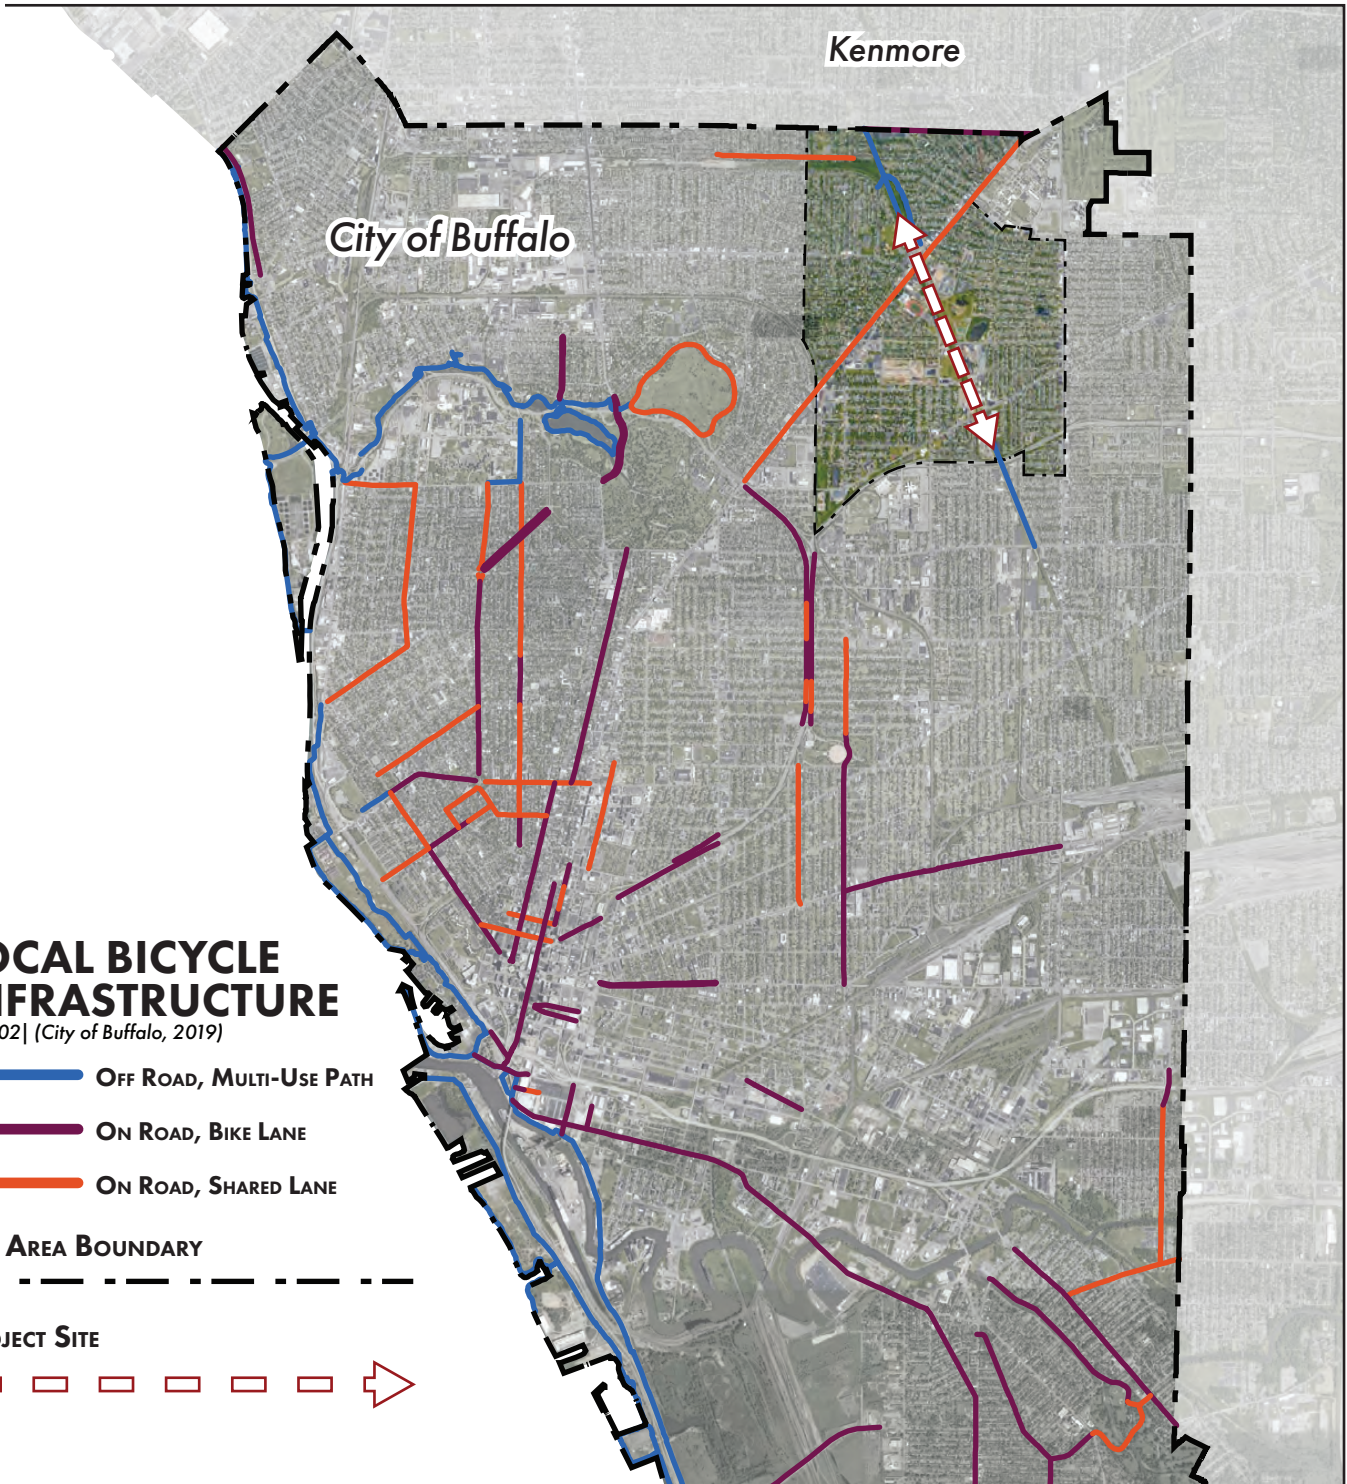 Kenmore
City of Buffalo
OCAL BICYCLE
NFRASTRUCTURE
02| (City of Buffalo, 2019)
OFF ROAD, MULTI-USE PATH
ON ROAD, BIKE LANE
ON ROAD, SHARED LANE
AREA BOUNDARY
JECT SITE